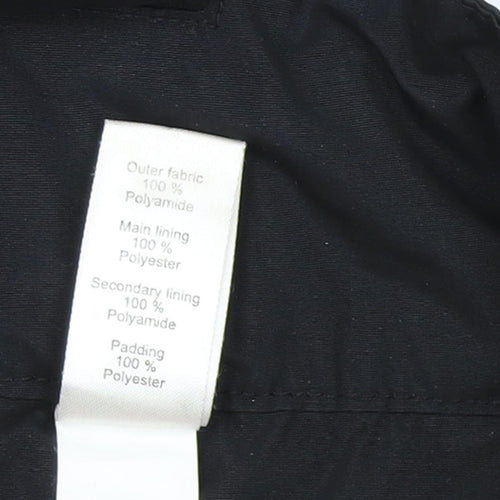 Outer fabric
100 %
Polyamide
Main lining
100 %
Polyester
Secondary lining
100 %
Polyamide
Padding
100 %
Polyester